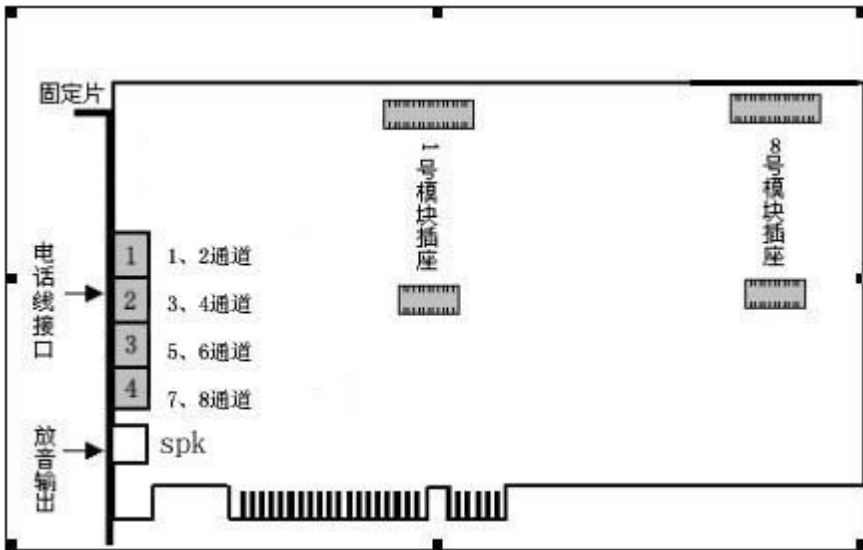 固定片
1号模块插座
8号模块插座
电话线接口
1 1、2通道
2 3、4通道
3 5、6通道
4 7、8通道
放音输出
spk